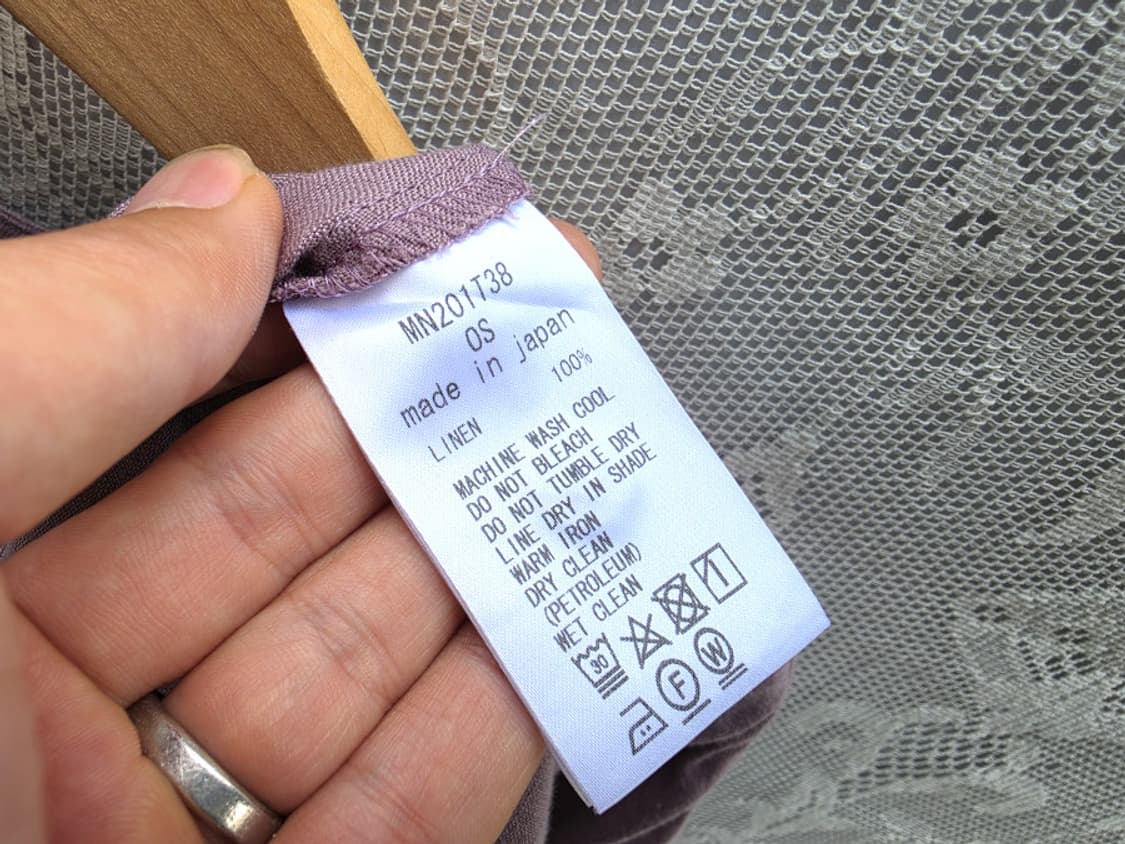 MN201T38
OS
made in japan
LINEN 100%
MACHINE WASH COOL
DO NOT BLEACH
DO NOT TUMBLE DRY
LINE DRY IN SHADE
WARM IRON
DRY CLEAN
(PETROLEUM)
WET CLEAN
30
F W